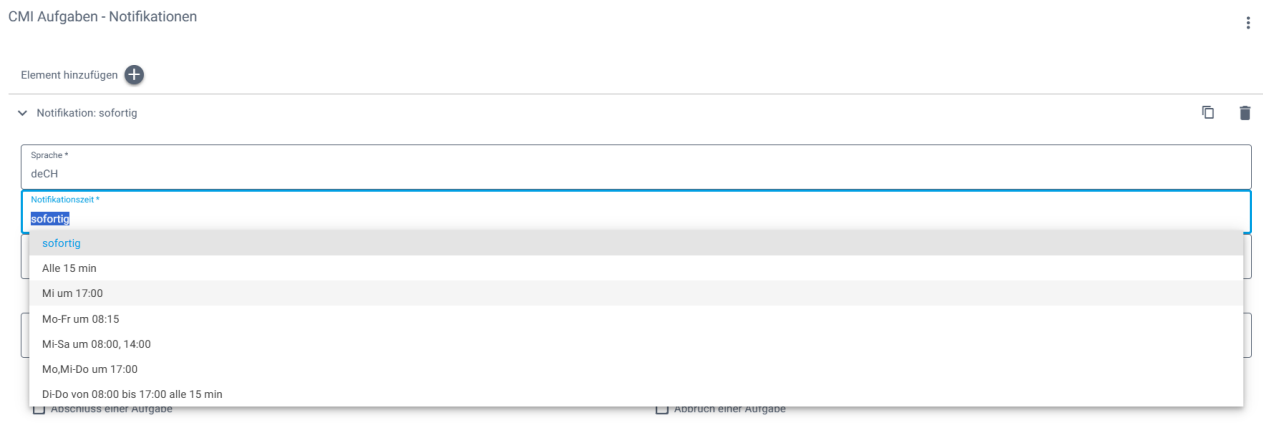 CMI Aufgaben - Notifikationen
Element hinzufügen
Notifikation: sofortig
Sprache *
deCH
Notifikationszeit *
sofortig
sofortig
Alle 15 min
Mi um 17:00
Mo-Fr um 08:15
Mi-Sa um 08:00, 14:00
Mo,Mi-Do um 17:00
Di-Do von 08:00 bis 17:00 alle 15 min
Abschluss einer Aufgabe
Abbruch einer Aufgabe